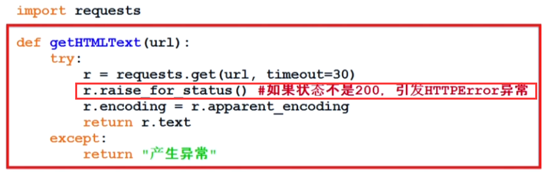 import requests
def getHTMLText(url):
try:
r = requests.get(url, timeout=30)
r.raise_for_status() #如果状态不是200，引发HTTPError异常
r.encoding = r.apparent_encoding
return r.text
except:
return "产生异常"